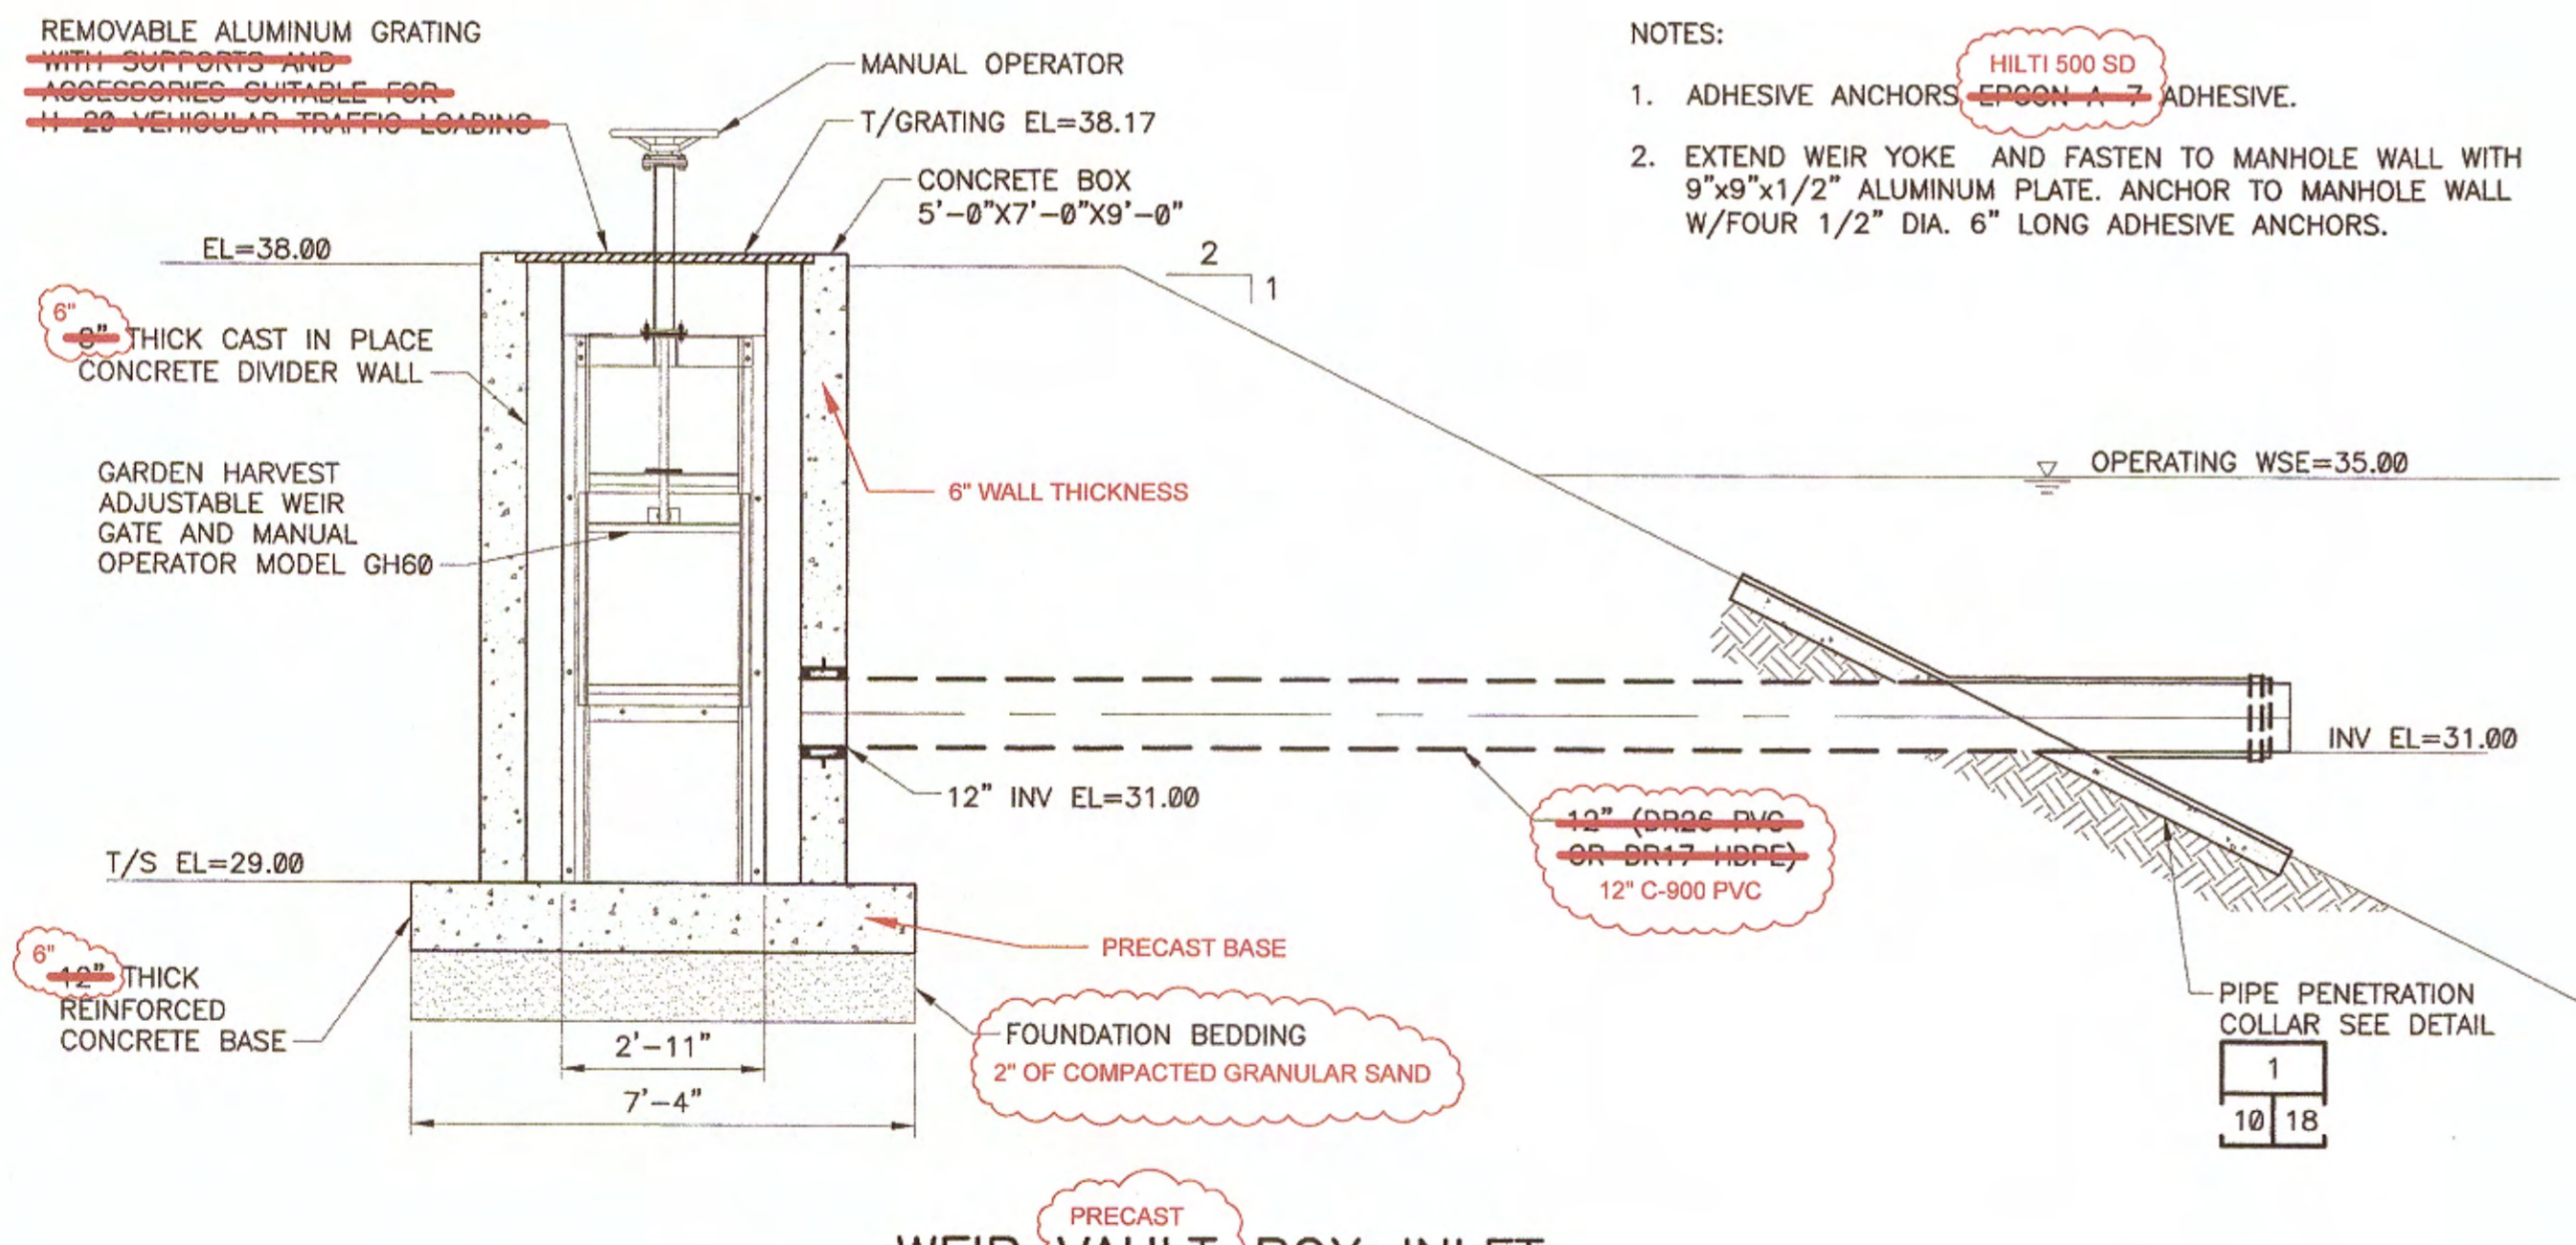 REMOVABLE ALUMINUM GRATING
WITH SUPPORTS AND
ACCESSORIES SUITABLE FOR
H-20 VEHICULAR TRAFFIC LOADING
MANUAL OPERATOR
T/GRATING EL=38.17
CONCRETE BOX
5'-0"X7'-0"X9'-0"
NOTES:
HILTI 500 SD
1. ADHESIVE ANCHORS EPCON A-7 ADHESIVE.
2. EXTEND WEIR YOKE AND FASTEN TO MANHOLE WALL WITH
9"x9"x1/2" ALUMINUM PLATE. ANCHOR TO MANHOLE WALL
W/FOUR 1/2" DIA. 6" LONG ADHESIVE ANCHORS.
EL=38.00
2
1
6"
8" THICK CAST IN PLACE
CONCRETE DIVIDER WALL
GARDEN HARVEST
ADJUSTABLE WEIR
GATE AND MANUAL
OPERATOR MODEL GH60
6" WALL THICKNESS
OPERATING WSE=35.00
INV EL=31.00
12" INV EL=31.00
12" (DR26 PVC
OR DR17 HDPE)
12" C-900 PVC
T/S EL=29.00
6"
12" THICK
REINFORCED
CONCRETE BASE
PRECAST BASE
FOUNDATION BEDDING
2" OF COMPACTED GRANULAR SAND
2'-11"
7'-4"
PIPE PENETRATION
COLLAR SEE DETAIL
1
10 18
PRECAST
WEIR VAULT BOX INLET